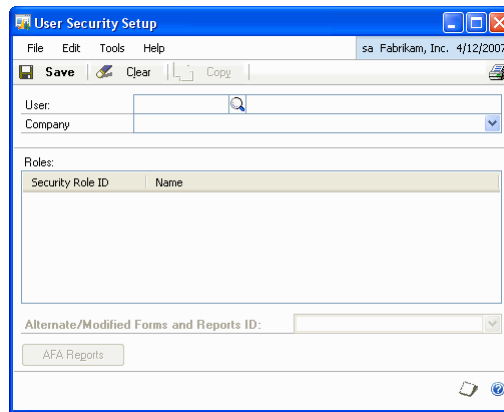 User Security Setup
File Edit Tools Help sa Fabrikam, Inc. 4/12/2007
Save Clear Copy
User:
Company
Roles:
Security Role ID Name
Alternate/Modified Forms and Reports ID:
AFA Reports